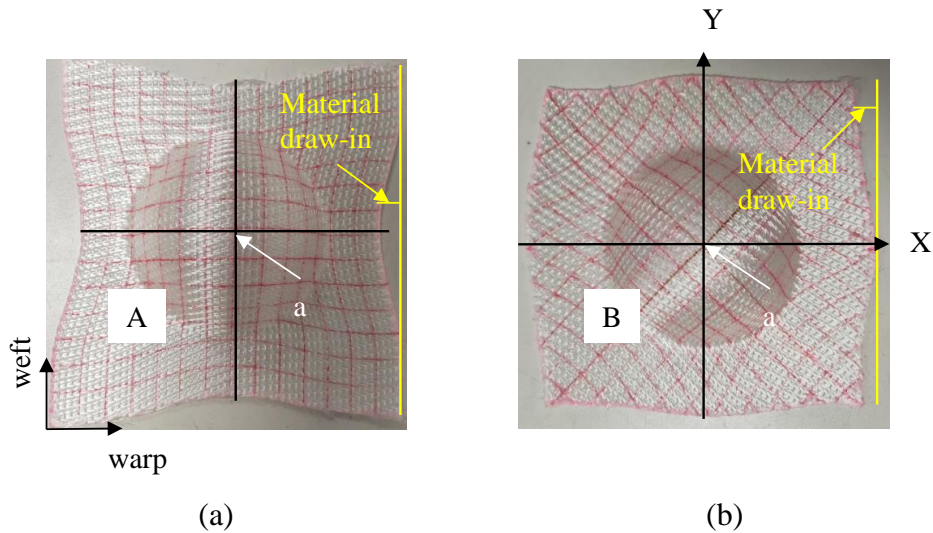 Y
Material
draw-in
Material
draw-in
X
A
a
B
a
weft
warp
(a)
(b)